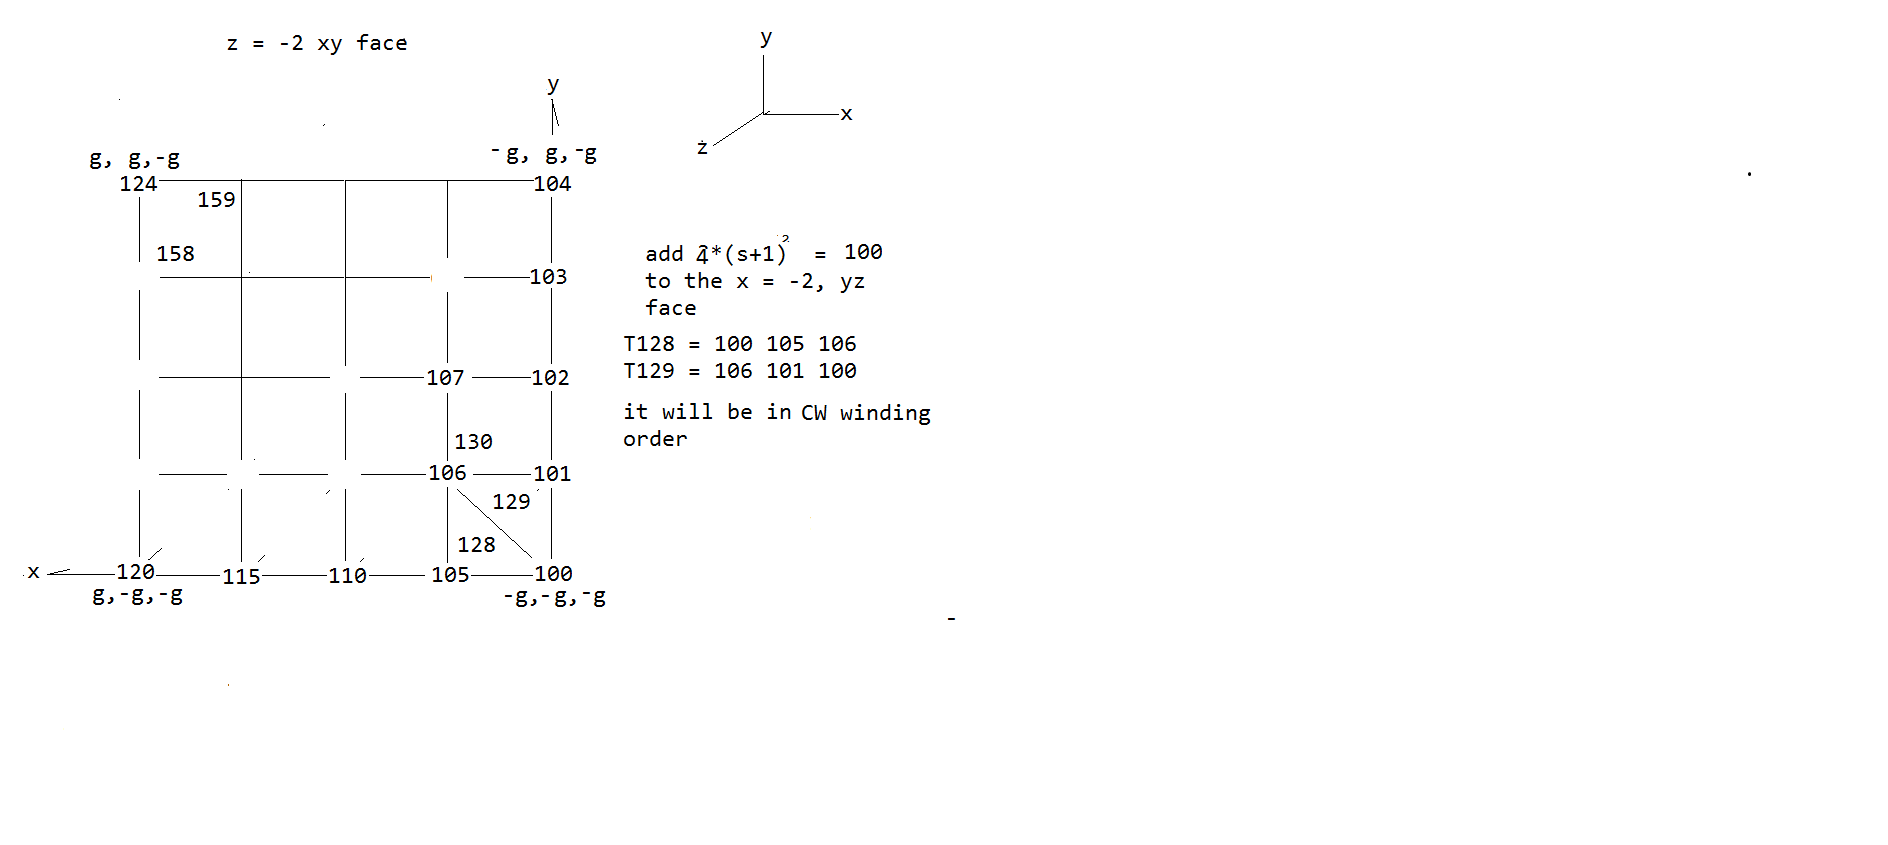 z = -2 xy face
y
y
x
z
g, g,-g
-g, g,-g
124
104
159
158
103
add 4*(s+1)² = 100
to the x = -2, yz
face
T128 = 100 105 106
T129 = 106 101 100
107
102
it will be in CW winding
order
130
106
101
129
128
x
120
115
110
105
100
g,-g,-g
-g,-g,-g